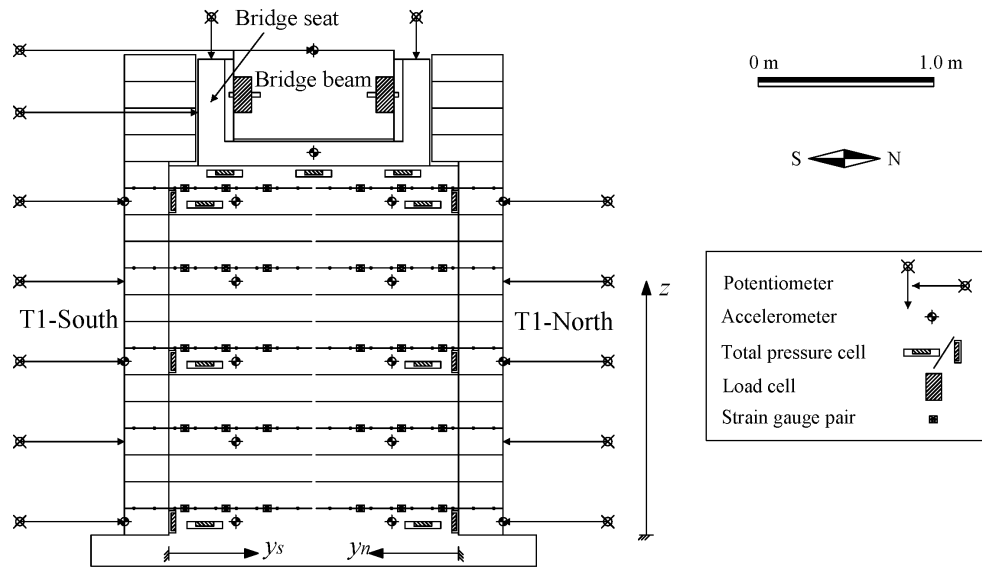 Bridge seat
Bridge beam
0 m 1.0 m
S N
T1-South
T1-North
z
Potentiometer
Accelerometer
Total pressure cell
Load cell
Strain gauge pair
ys yn